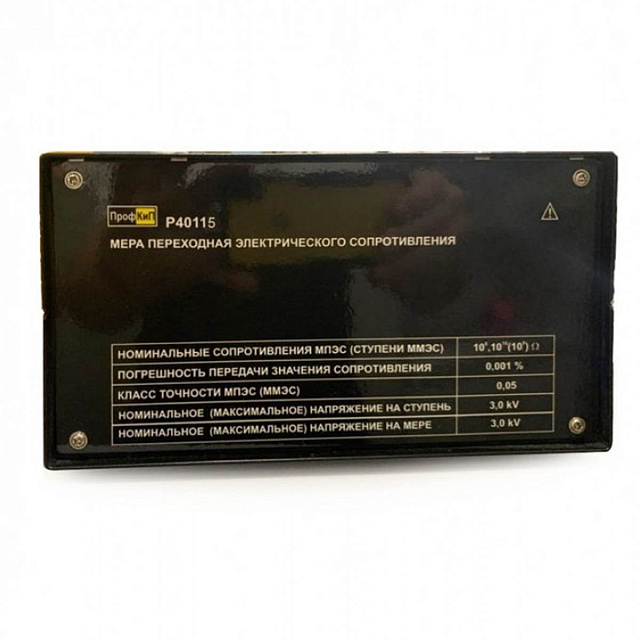 ПрофКиП Р40115
МЕРА ПЕРЕХОДНАЯ ЭЛЕКТРИЧЕСКОГО СОПРОТИВЛЕНИЯ
НОМИНАЛЬНЫЕ СОПРОТИВЛЕНИЯ МПЭС (СТУПЕНИ ММЭС)
ПОГРЕШНОСТЬ ПЕРЕДАЧИ ЗНАЧЕНИЯ СОПРОТИВЛЕНИЯ 0,001 %
КЛАСС ТОЧНОСТИ МПЭС (ММЭС) 0,05
НОМИНАЛЬНОЕ (МАКСИМАЛЬНОЕ) НАПРЯЖЕНИЕ НА СТУПЕНЬ 3,0 kV
НОМИНАЛЬНОЕ (МАКСИМАЛЬНОЕ) НАПРЯЖЕНИЕ НА МЕРЕ 3,0 kV